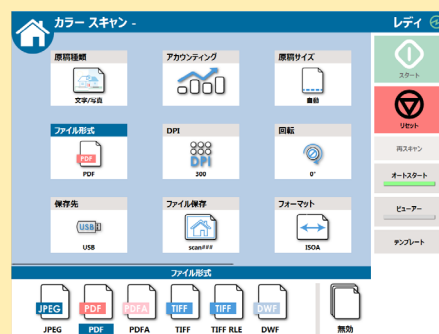 カラー スキャン -
レディ
原稿種類
アカウンティング
原稿サイズ
文字/写真
自動
スタート
ファイル形式
DPI
回転
リセット
PDF
DPI
PDF
300
0°
再スキャン
オートスタート
保存先
ファイル保存
フォーマット
ビューアー
USB
USB
scan###
ISOA
テンプレート
ファイル形式
JPEG
PDF
PDFA
TIFF
TIFF
DWF
JPEG
PDF
PDFA
TIFF
TIFF RLE
DWF
無効